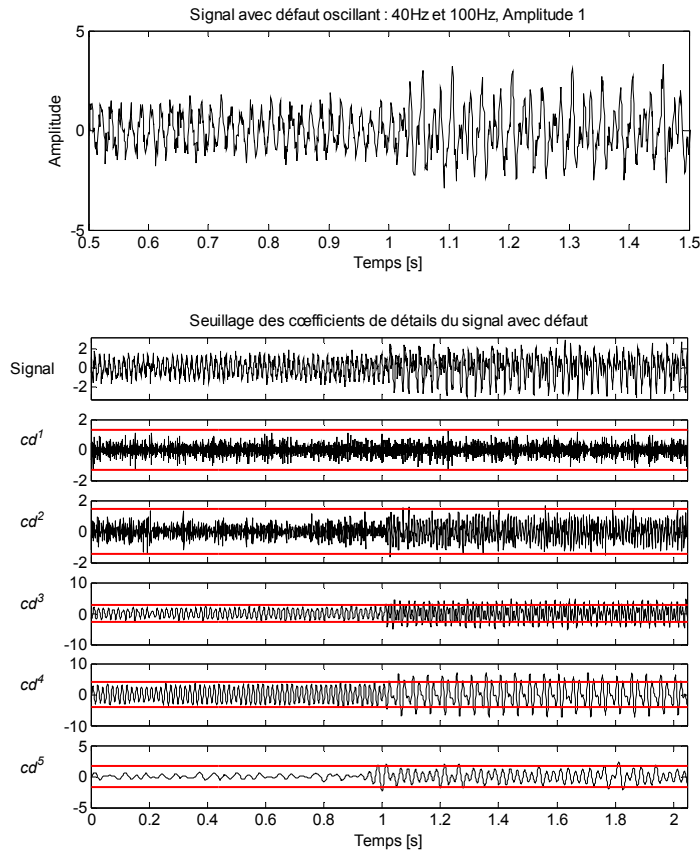 Signal avec défaut oscillant : 40Hz et 100Hz, Amplitude 1
5
0
-5
Amplitude
0.5 0.6 0.7 0.8 0.9 1 1.1 1.2 1.3 1.4 1.5
Temps [s]
Seuillage des cœfficients de détails du signal avec défaut
Signal
2
0
-2
cd1
2
0
-2
cd2
2
0
-2
cd3
10
0
-10
cd4
10
0
-10
cd5
5
0
-5
0 0.2 0.4 0.6 0.8 1 1.2 1.4 1.6 1.8 2
Temps [s]